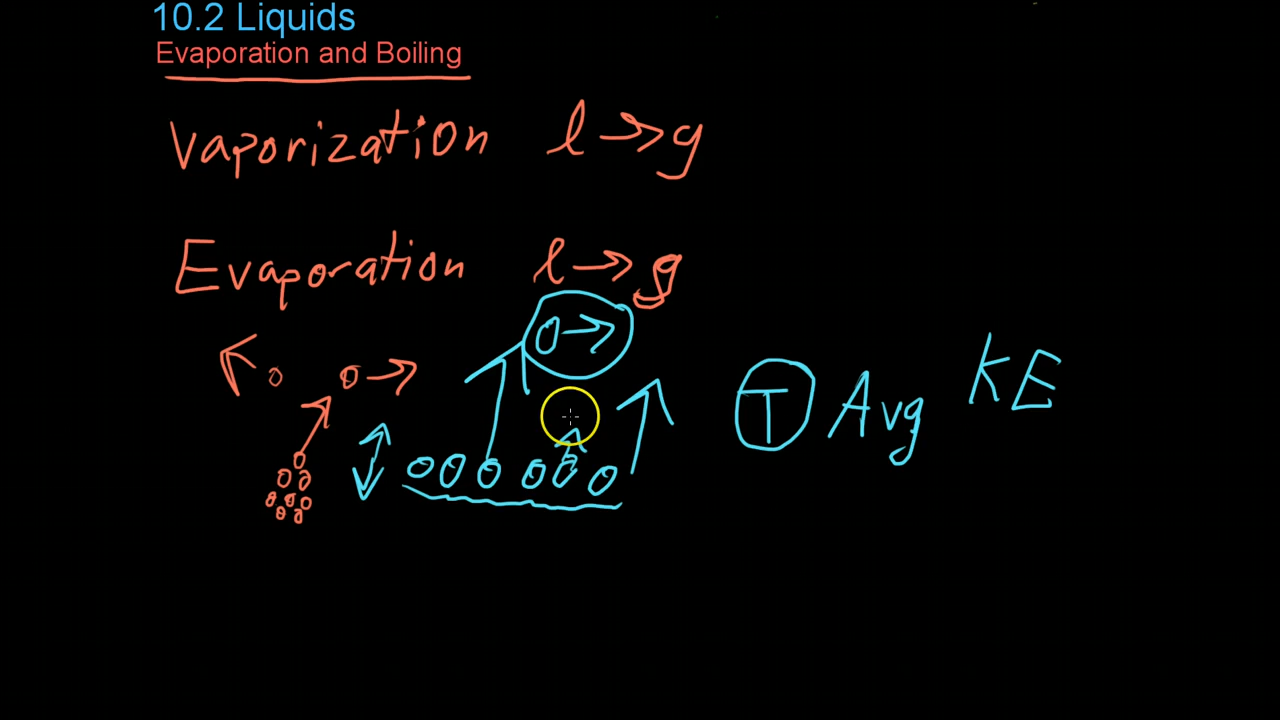 10.2 Liquids
Evaporation and Boiling
Vaporization l → g
Evaporation l → g
T Avg KE